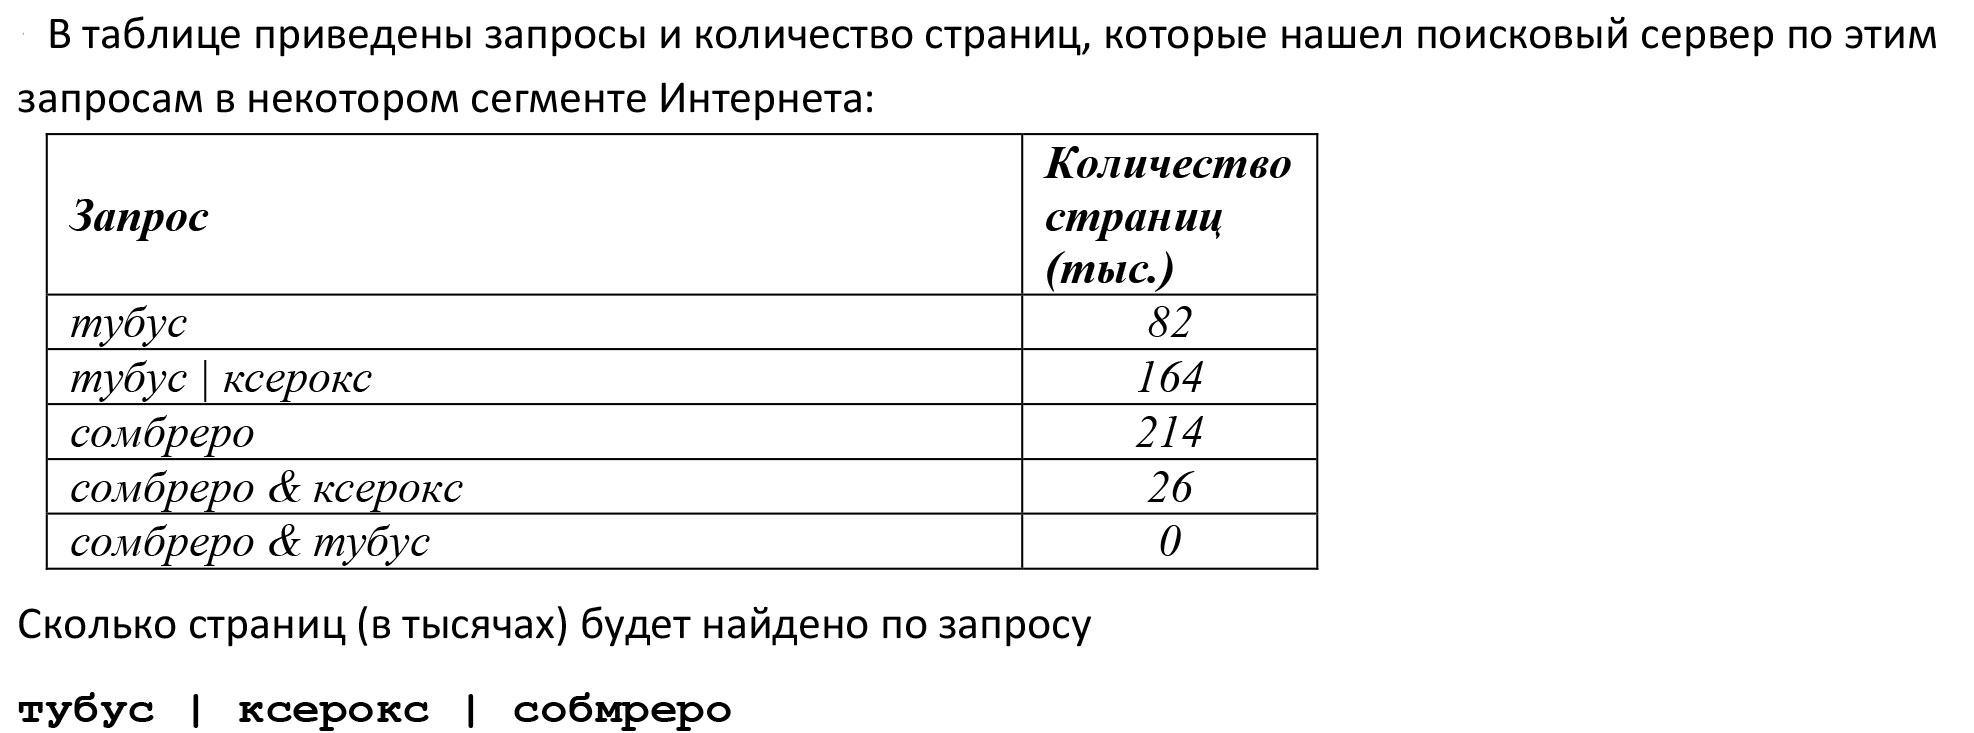 В таблице приведены запросы и количество страниц, которые нашел поисковый сервер по этим
запросам в некотором сегменте Интернета:
Запрос
Количество
страниц
(тыс.)
тубус 82
тубус | ксерокс 164
сомбреро 214
сомбреро & ксерокс 26
сомбреро & тубус 0
Сколько страниц (в тысячах) будет найдено по запросу
тубус | ксерокс | собмреро